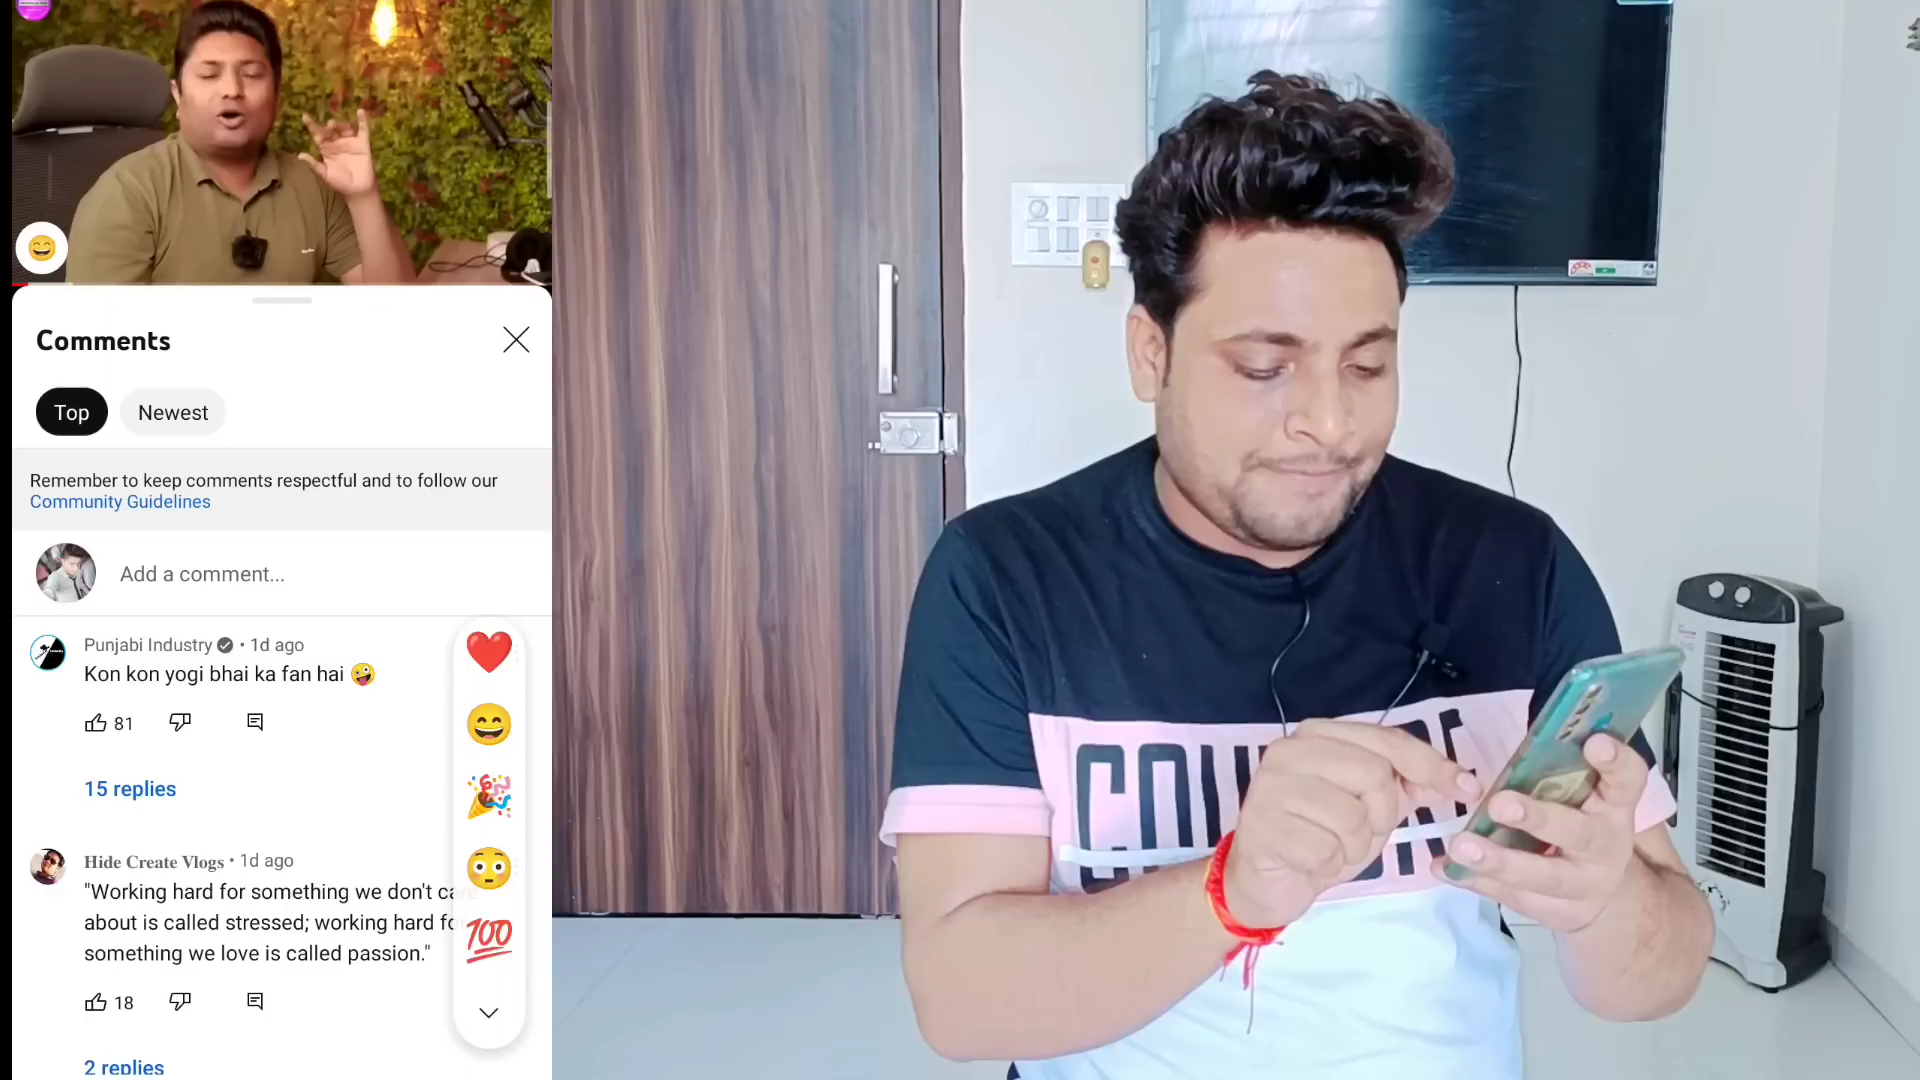 Comments
Top
Newest
Remember to keep comments respectful and to follow our
Community Guidelines
Add a comment...
Punjabi Industry • 1d ago
Kon kon yogi bhai ka fan hai 🤪
81
15 replies
Hide Create Vlogs • 1d ago
"Working hard for something we don't
about is called stressed; working hard
something we love is called passion."
18
2 replies
100